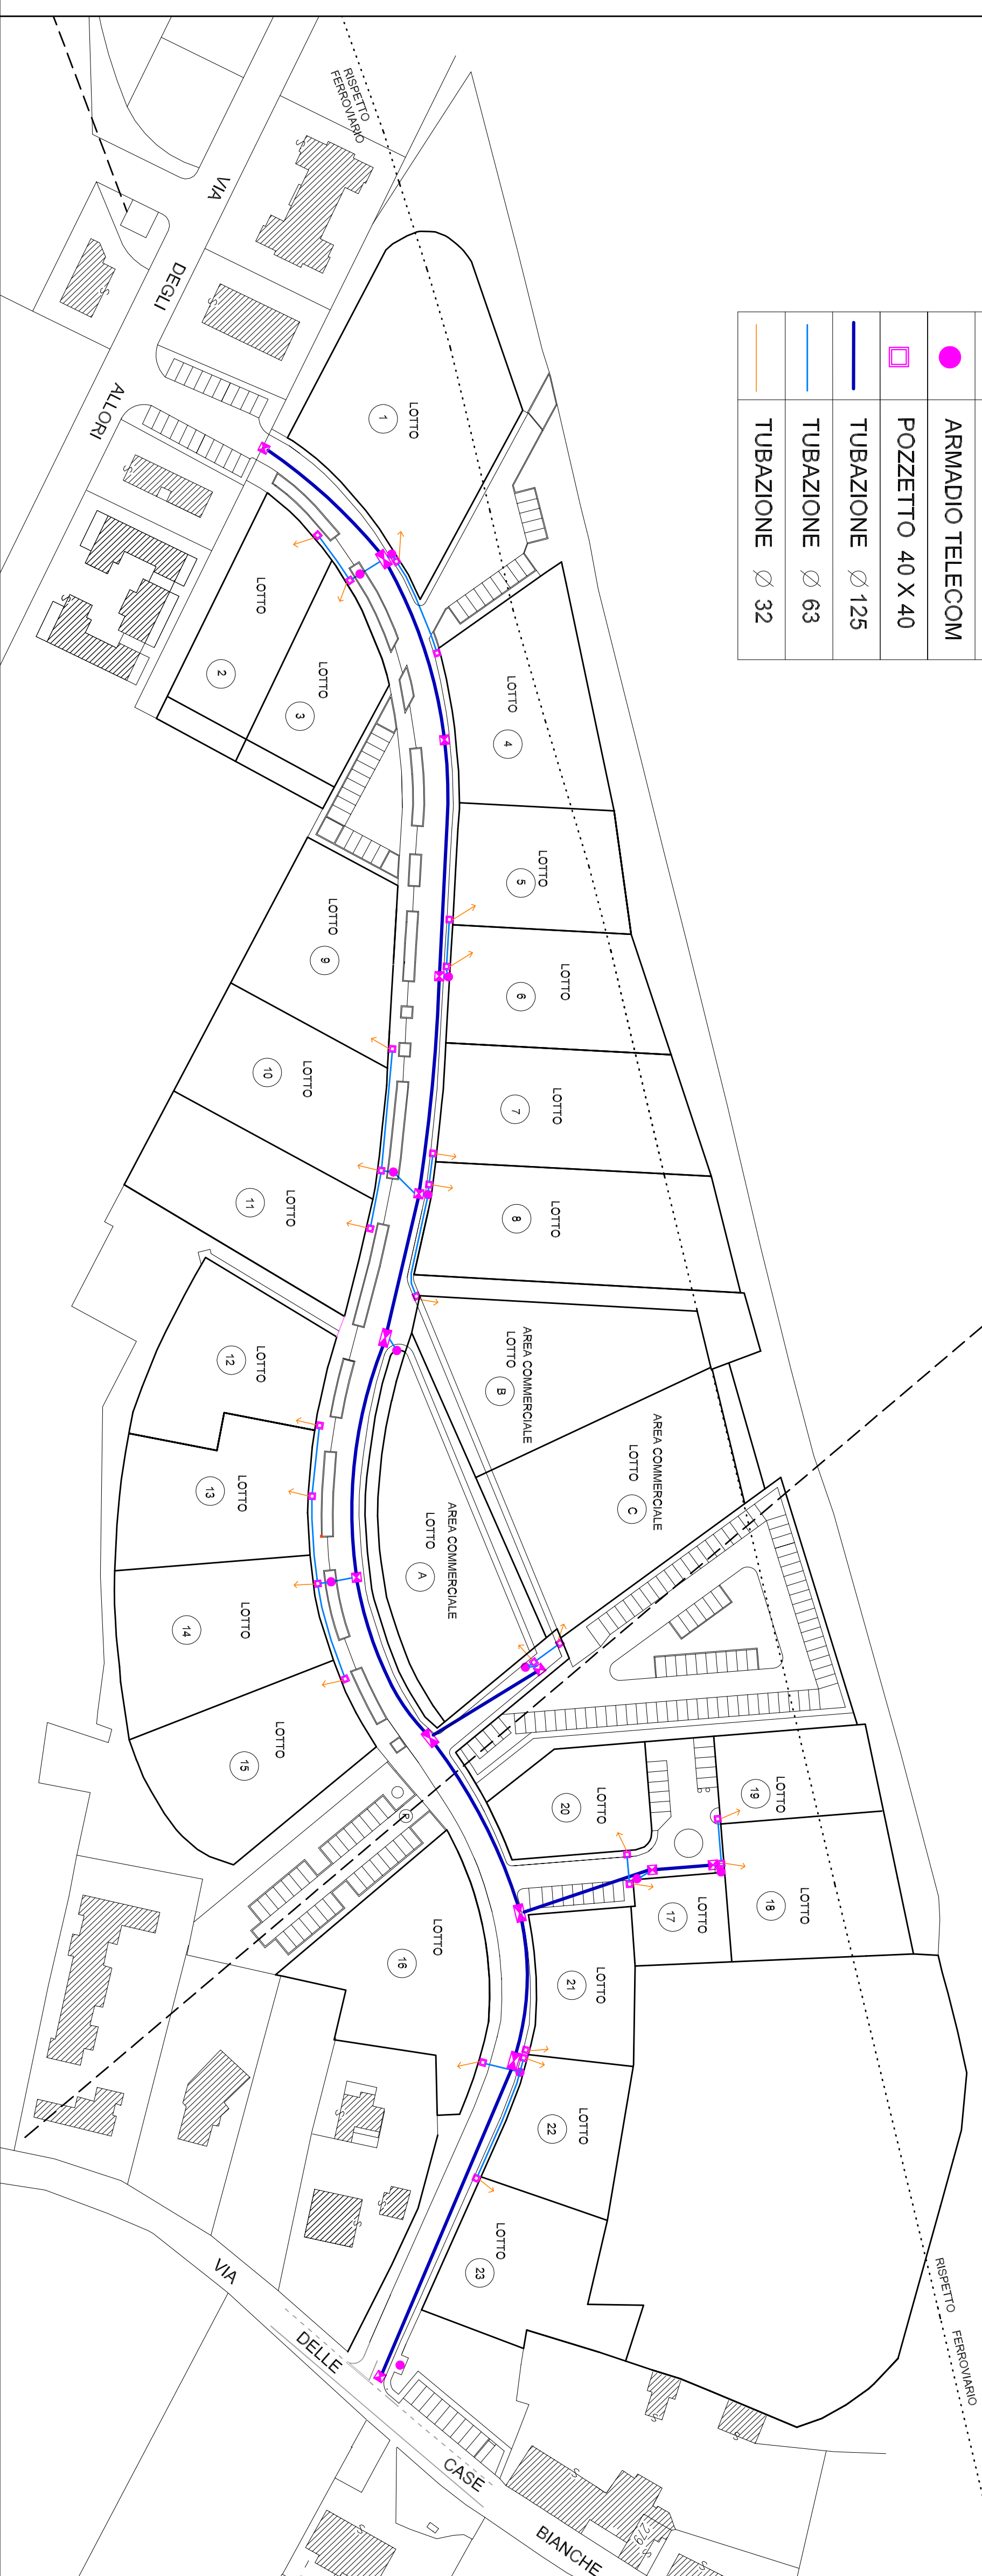 ARMADIO TELECOM
POZZETTO 40 X 40
TUBAZIONE Ø 125
TUBAZIONE Ø 63
TUBAZIONE Ø 32
RISPETTO
FERROVIARIO
VIA
DEGLI
ALLORI
LOTTO
1
LOTTO
2
LOTTO
3
LOTTO
4
LOTTO
5
LOTTO
6
LOTTO
7
LOTTO
8
LOTTO
9
LOTTO
10
LOTTO
11
LOTTO
12
LOTTO
13
LOTTO
14
LOTTO
15
LOTTO
16
AREA COMMERCIALE
LOTTO B
AREA COMMERCIALE
LOTTO C
AREA COMMERCIALE
LOTTO A
R
LOTTO
17
LOTTO
18
LOTTO
19
LOTTO
20
LOTTO
21
LOTTO
22
LOTTO
23
RISPETTO FERROVIARIO
VIA
DELLE
CASE
BIANCHE
279